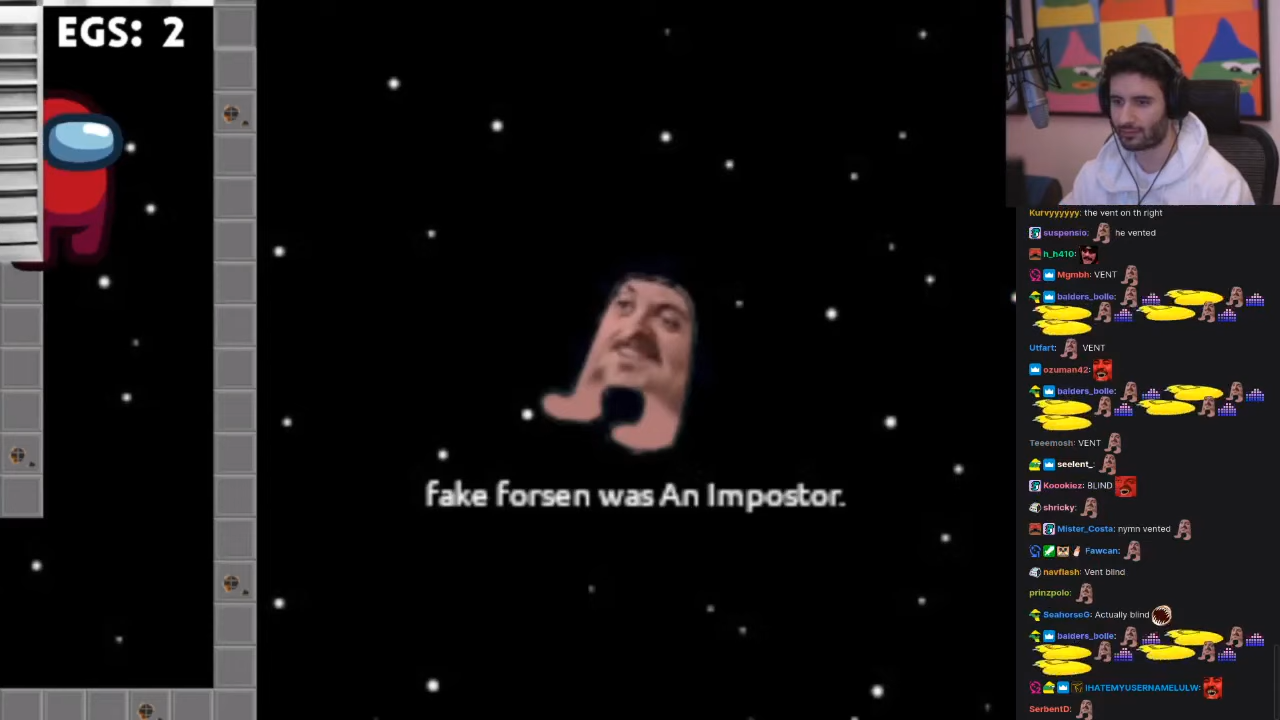 EGS: 2
fake forsen was An Impostor.
Kurvyyyyyy: the vent on th right
suspensio: he vented
h_h410:
Mgmbh: VENT
balders_bolle:
Utfart: VENT
ozuman42:
balders_bolle:
Teeemosh: VENT
seelent_:
Koookiez: BLIND
shricky:
Mister_Costa: nymn vented
Fawcan:
navflash: Vent blind
prinzpolo:
SeahorseG: Actually blind
balders_bolle:
IHATEMYUSERNAMELULW:
SerbentD: